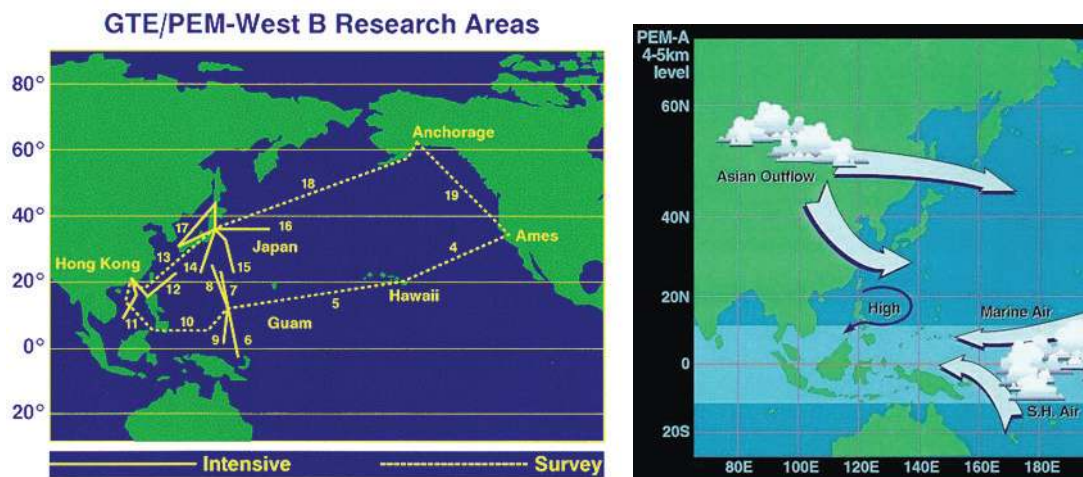 GTE/PEM-West B Research Areas
80°
60°
40°
20°
0°
20°
Anchorage
18
19
17
16
Japan
Ames
4
13
Hong Kong
14
15
12
8
7
5
Hawaii
11
10
Guam
9
6
Intensive
Survey
PEM-A
4-5km
level
60N
Asian Outflow
40N
20N
High
Marine Air
0
S.H. Air
20S
80E
100E
120E
140E
160E
180E